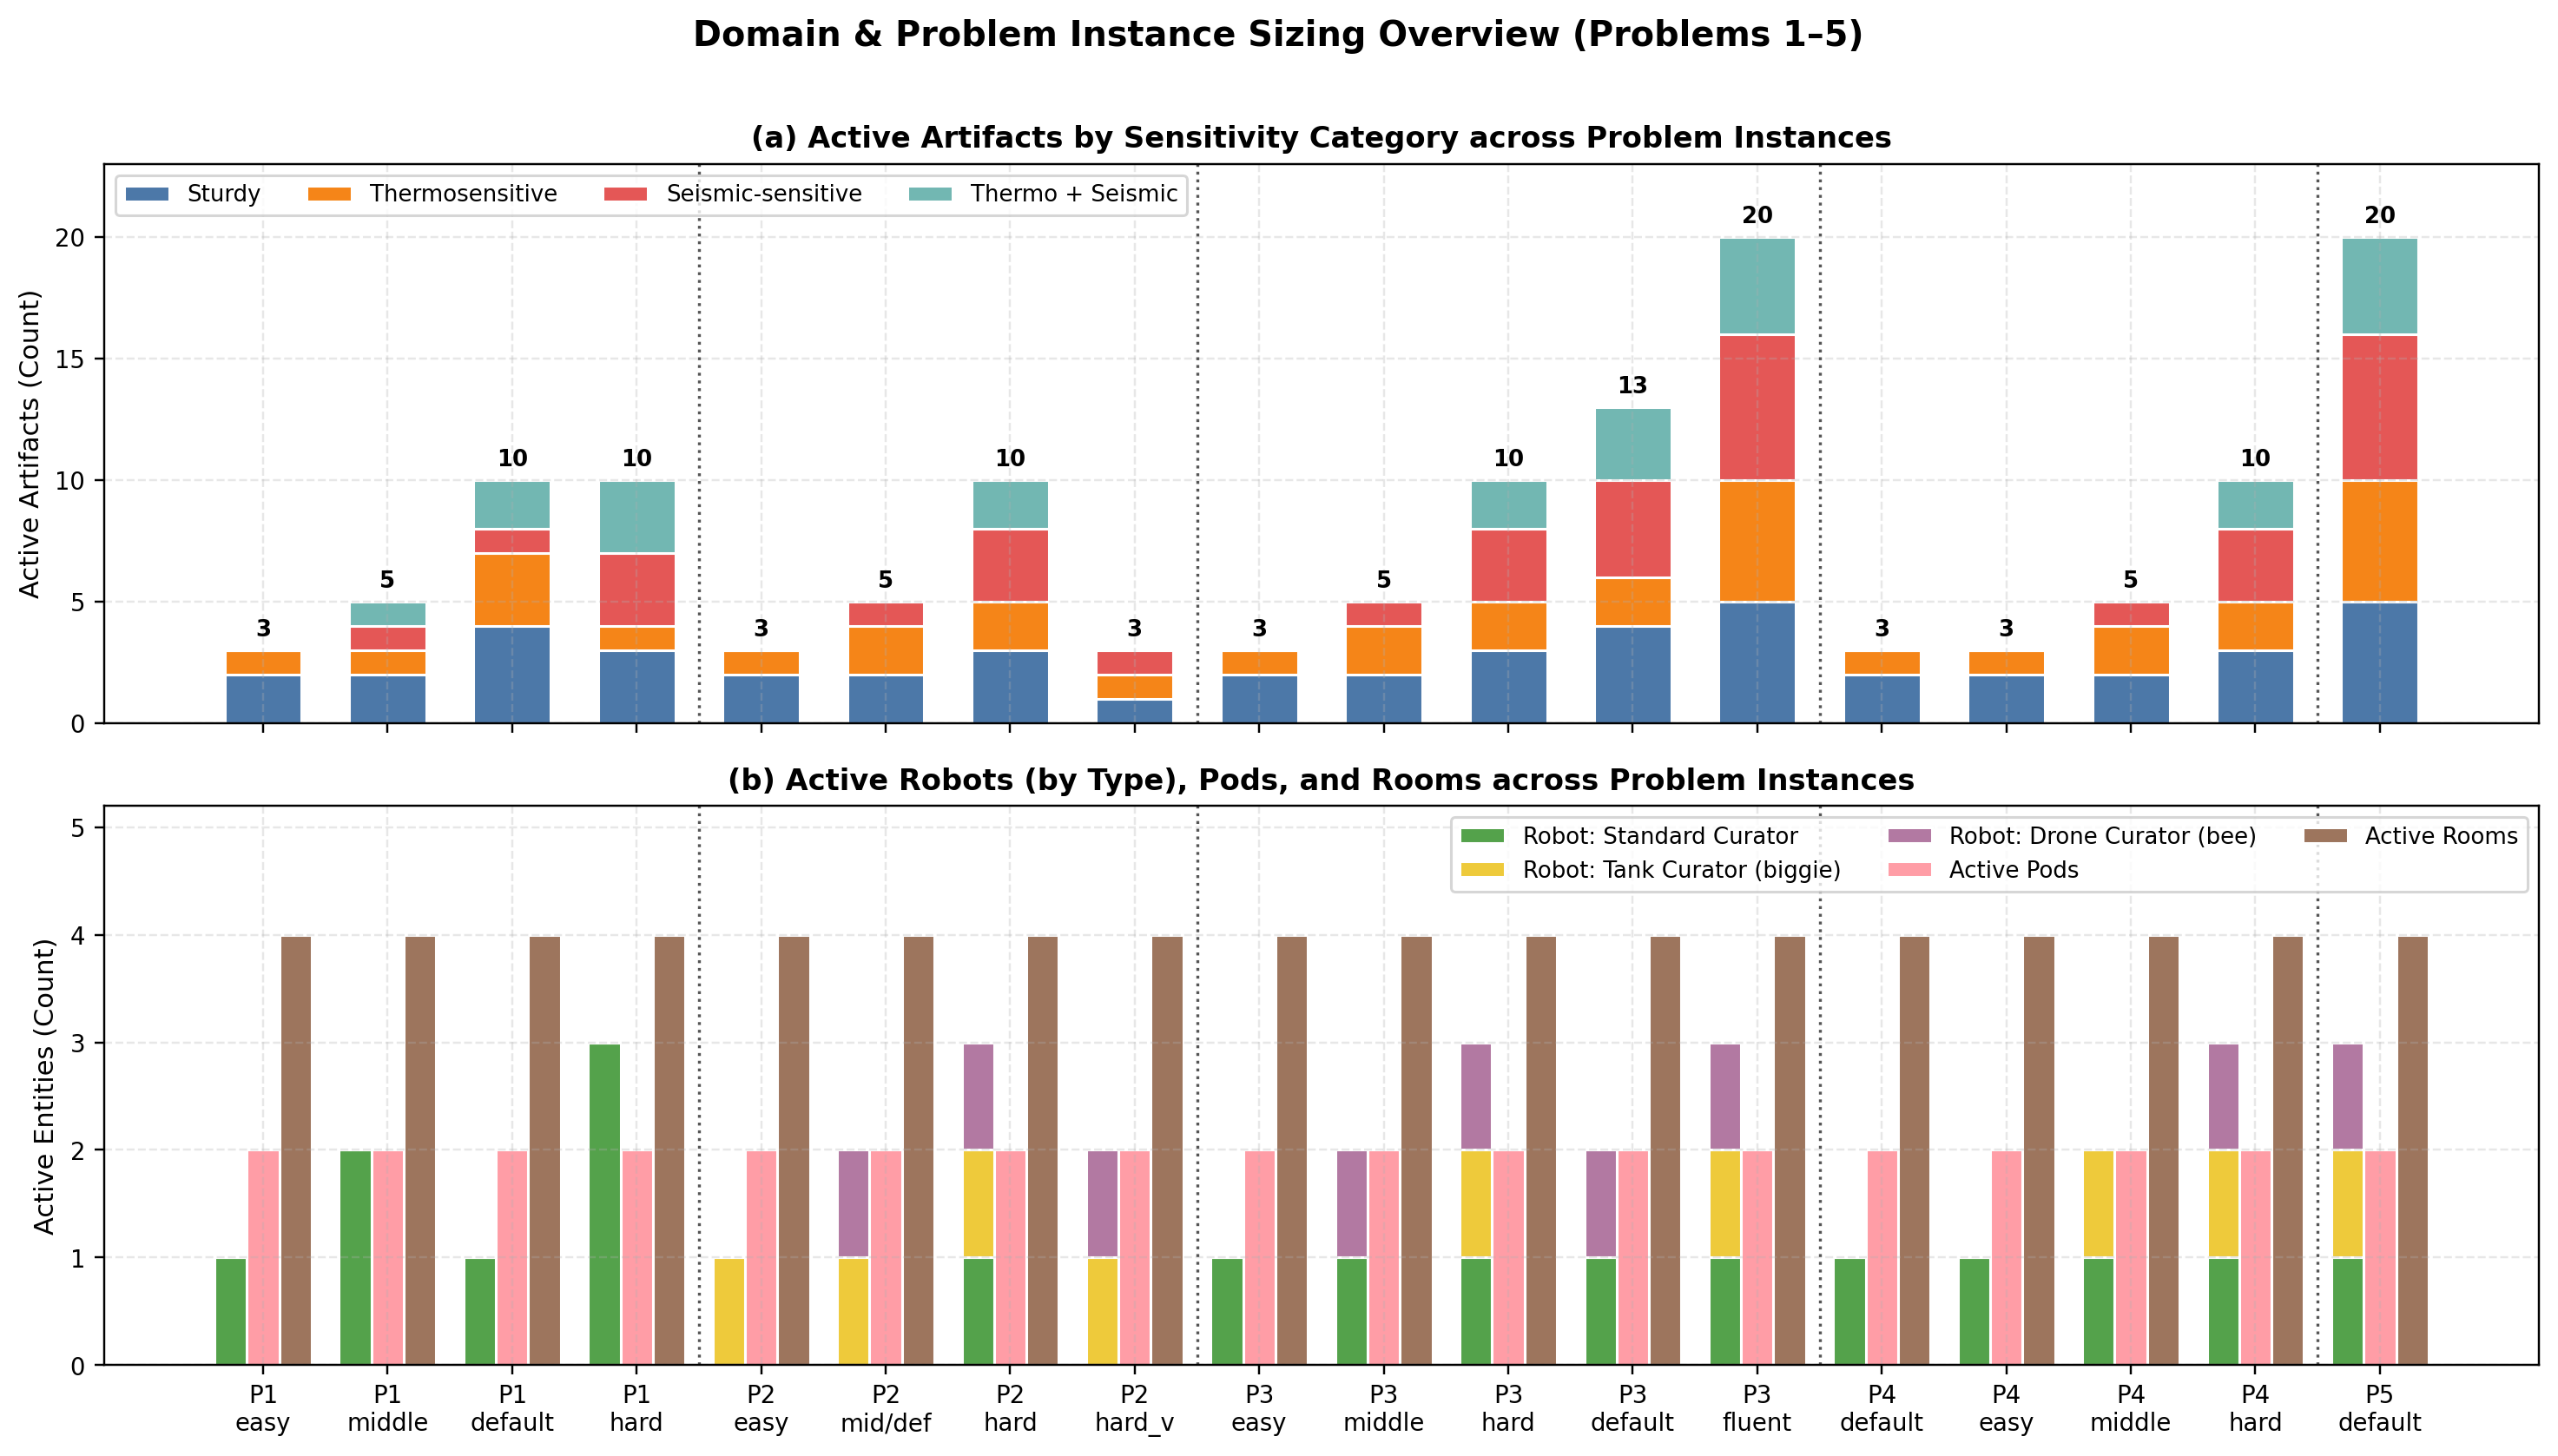 Domain & Problem Instance Sizing Overview (Problems 1–5)
(a) Active Artifacts by Sensitivity Category across Problem Instances
Sturdy
Thermosensitive
Seismic-sensitive
Thermo + Seismic
Active Artifacts (Count)
20
15
10
5
0
3
5
10
10
3
5
10
3
3
5
10
13
20
3
3
5
10
20
(b) Active Robots (by Type), Pods, and Rooms across Problem Instances
Robot: Standard Curator
Robot: Tank Curator (biggie)
Robot: Drone Curator (bee)
Active Pods
Active Rooms
Active Entities (Count)
5
4
3
2
1
0
P1
easy
P1
middle
P1
default
P1
hard
P2
easy
P2
mid/def
P2
hard
P2
hard_v
P3
easy
P3
middle
P3
hard
P3
default
P3
fluent
P4
default
P4
easy
P4
middle
P4
hard
P5
default